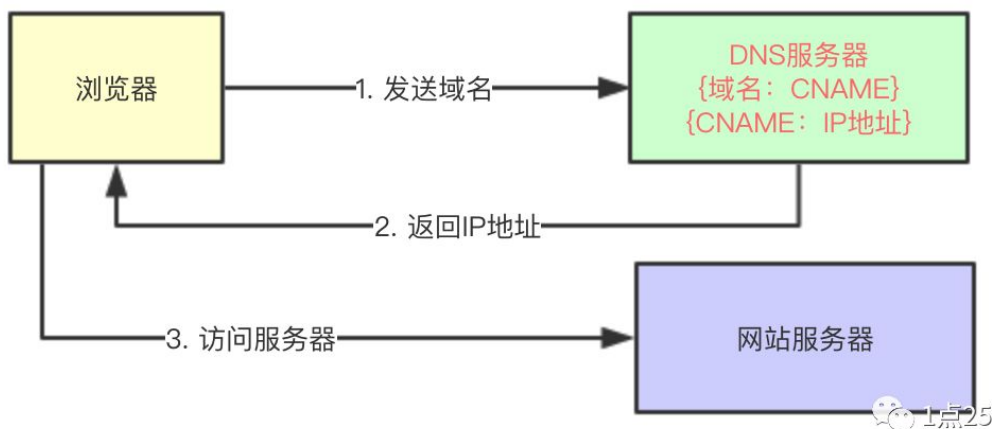 浏览器
1. 发送域名
DNS服务器
{域名：CNAME}
{CNAME：IP地址}
2. 返回IP地址
3. 访问服务器
网站服务器
1点25